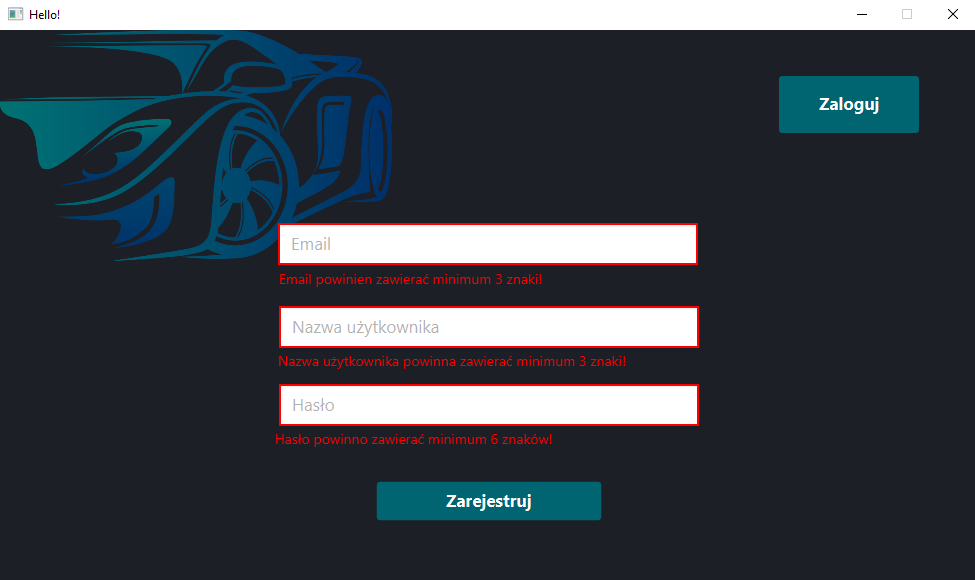 Hello!
Zaloguj
Email
Email powinien zawierać minimum 3 znaki!
Nazwa użytkownika
Nazwa użytkownika powinna zawierać minimum 3 znaki!
Hasło
Hasło powinno zawierać minimum 6 znaków!
Zarejestruj